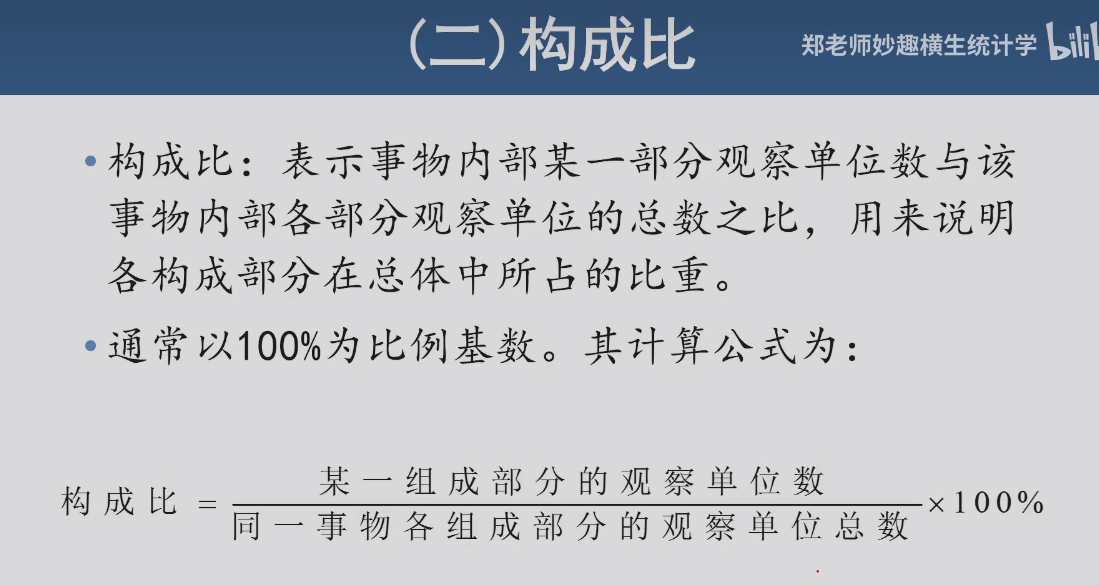 (二)构成比
郑老师妙趣横生统计学
•构成比：表示事物内部某一部分观察单位数与该
事物内部各部分观察单位的总数之比，用来说明
各构成部分在总体中所占的比重。
•通常以100%为比例基数。其计算公式为：
某一组成部分的观察单位数
构成比=———×100%
同一事物各组成部分的观察单位总数